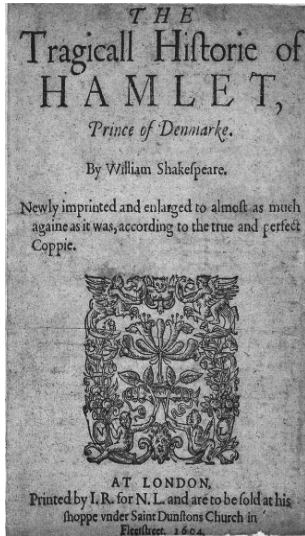 THE
Tragicall Hiſtorie of
HAMLET,
Prince of Denmarke.
By William Shakeſpeare.
Newly imprinted and enlarged to almoſt as much
againe as it was, according to the true and perfect
Coppie.
AT LONDON,
Printed by I. R. for N. L. and are to be ſold at his
ſhoppe vnder Saint Dunſtons Church in
Fleetſtreet. 1604.